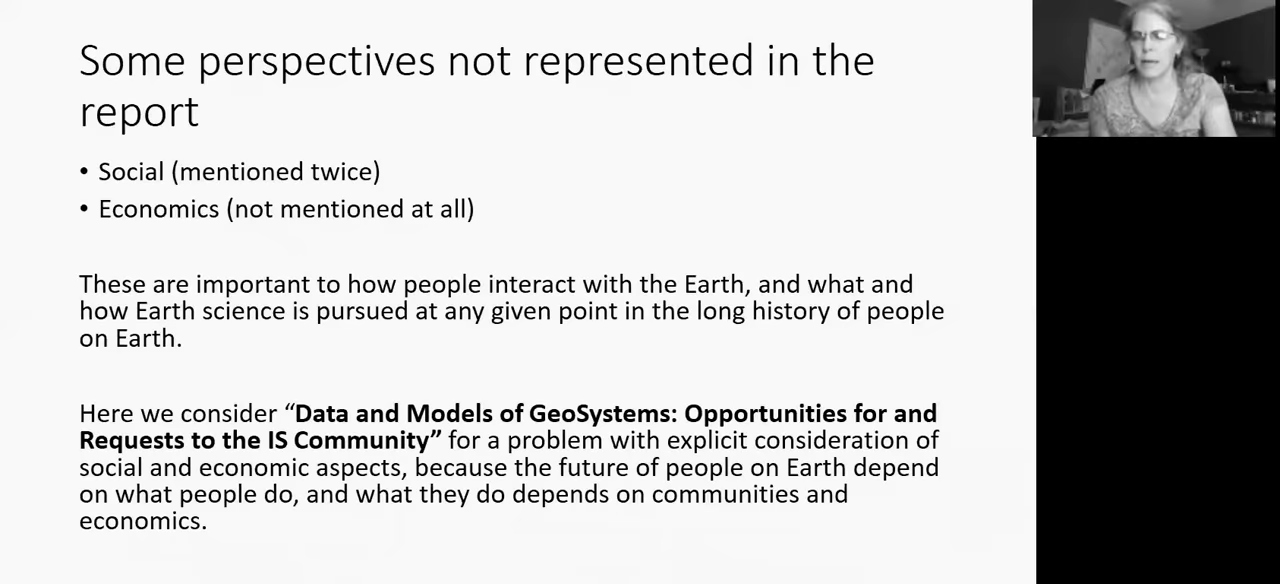 Some perspectives not represented in the
report
• Social (mentioned twice)
• Economics (not mentioned at all)
These are important to how people interact with the Earth, and what and
how Earth science is pursued at any given point in the long history of people
on Earth.
Here we consider “Data and Models of GeoSystems: Opportunities for and
Requests to the IS Community” for a problem with explicit consideration of
social and economic aspects, because the future of people on Earth depend
on what people do, and what they do depends on communities and
economics.